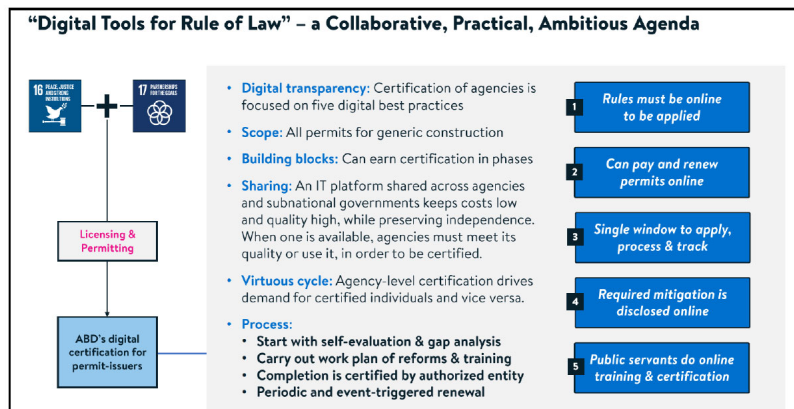 “Digital Tools for Rule of Law” – a Collaborative, Practical, Ambitious Agenda
16 PEACE, JUSTICE
AND STRONG
INSTITUTIONS
17 PARTNERSHIPS
FOR THE GOALS
Licensing &
Permitting
ABD’s digital
certification for
permit-issuers
• Digital transparency: Certification of agencies is
focused on five digital best practices
• Scope: All permits for generic construction
• Building blocks: Can earn certification in phases
• Sharing: An IT platform shared across agencies
and subnational governments keeps costs low
and quality high, while preserving independence.
When one is available, agencies must meet its
quality or use it, in order to be certified.
• Virtuous cycle: Agency-level certification drives
demand for certified individuals and vice versa.
• Process:
• Start with self-evaluation & gap analysis
• Carry out work plan of reforms & training
• Completion is certified by authorized entity
• Periodic and event-triggered renewal
1 Rules must be online
to be applied
2 Can pay and renew
permits online
3 Single window to apply,
process & track
4 Required mitigation is
disclosed online
5 Public servants do online
training & certification